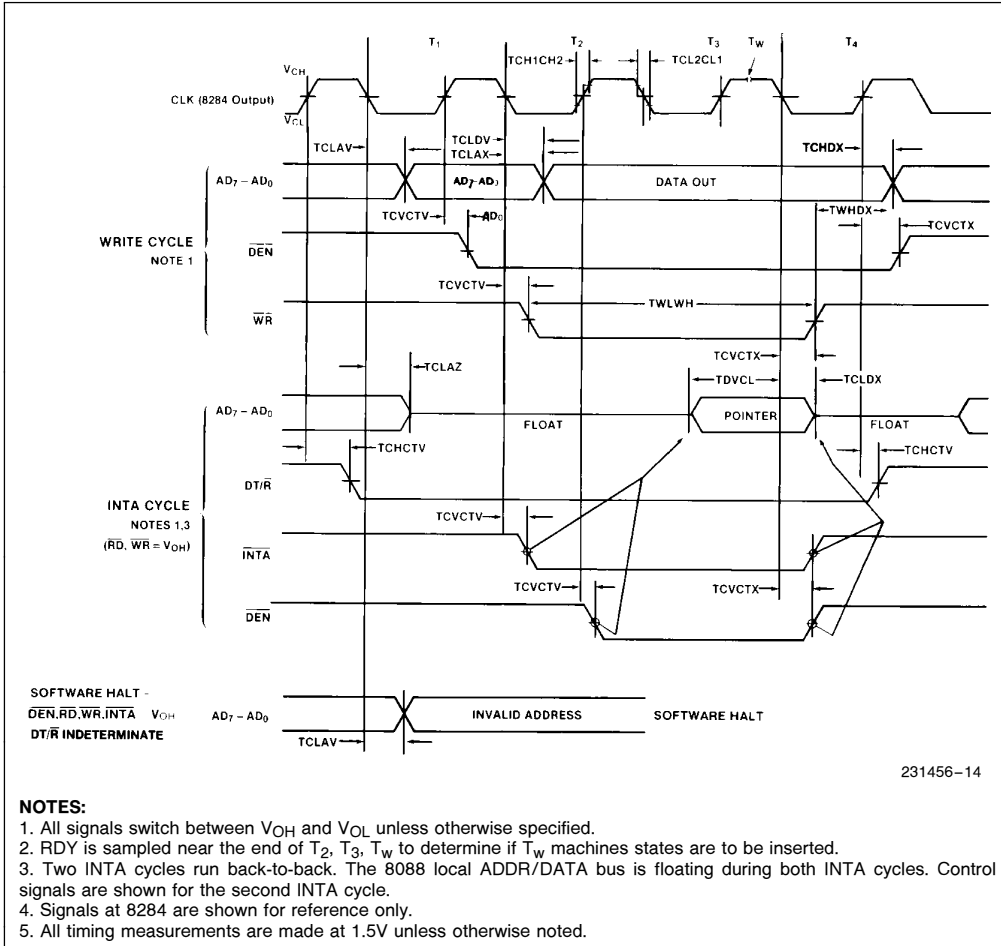 T1 T2 T3 TW T4
TCH1CH2 TCL2CL1
VCH
CLK (8284 Output)
VCL
TCLAV TCLDV TCHDX
TCLAX
AD7 – AD0 AD7–AD0 DATA OUT
TCVCTV AD0 TWHDX TCVCTX
WRITE CYCLE
NOTE 1
DEN
TCVCTV TWLWH
WR
TCVCTX
TCLAZ TDVCL TCLDX
AD7 – AD0 FLOAT POINTER FLOAT
TCHCTV TCHCTV
DT/R
INTA CYCLE
NOTES 1,3
(RD, WR = VOH)
TCVCTV
INTA
TCVCTV TCVCTX
DEN
SOFTWARE HALT –
DEN,RD,WR,INTA VOH
DT/R INDETERMINATE
AD7 – AD0 INVALID ADDRESS SOFTWARE HALT
TCLAV
231456–14
NOTES:
1. All signals switch between VOH and VOL unless otherwise specified.
2. RDY is sampled near the end of T2, T3, Tw to determine if Tw machines states are to be inserted.
3. Two INTA cycles run back-to-back. The 8088 local ADDR/DATA bus is floating during both INTA cycles. Control
signals are shown for the second INTA cycle.
4. Signals at 8284 are shown for reference only.
5. All timing measurements are made at 1.5V unless otherwise noted.